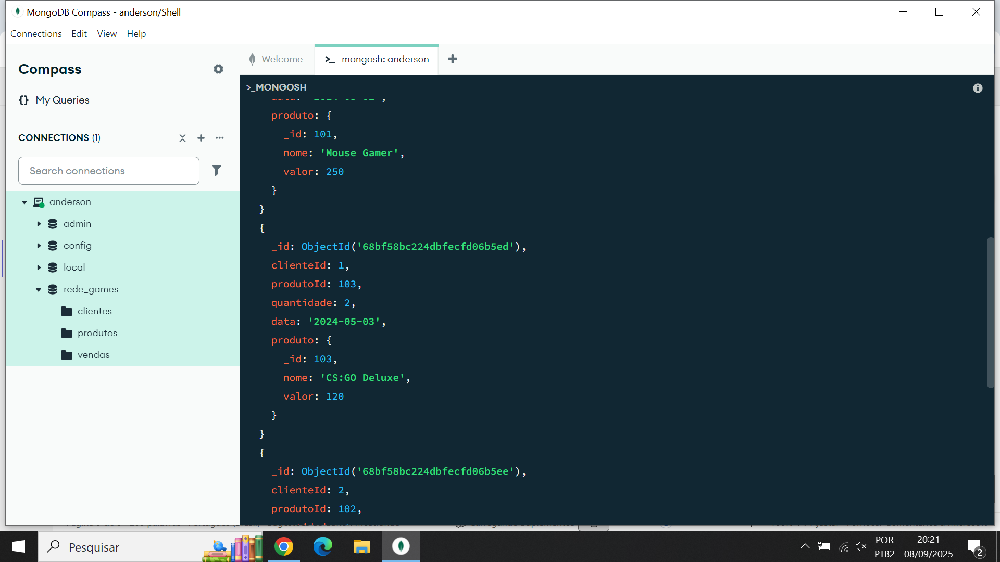 MongoDB Compass - anderson/Shell
Connections Edit View Help
Compass
{} My Queries
CONNECTIONS (1)
Search connections
anderson
admin
config
local
rede_games
clientes
produtos
vendas
Welcome
>_ mongosh: anderson
>_MONGOSH
produto: {
_id: 101,
nome: 'Mouse Gamer',
valor: 250
}
}
{
_id: ObjectId('68bf58bc224dbfecfd06b5ed'),
clienteId: 1,
produtoId: 103,
quantidade: 2,
data: '2024-05-03',
produto: {
_id: 103,
nome: 'CS:GO Deluxe',
valor: 120
}
}
{
_id: ObjectId('68bf58bc224dbfecfd06b5ee'),
clienteId: 2,
produtoId: 102,
Pesquisar
POR
PTB2
20:21
08/09/2025
2